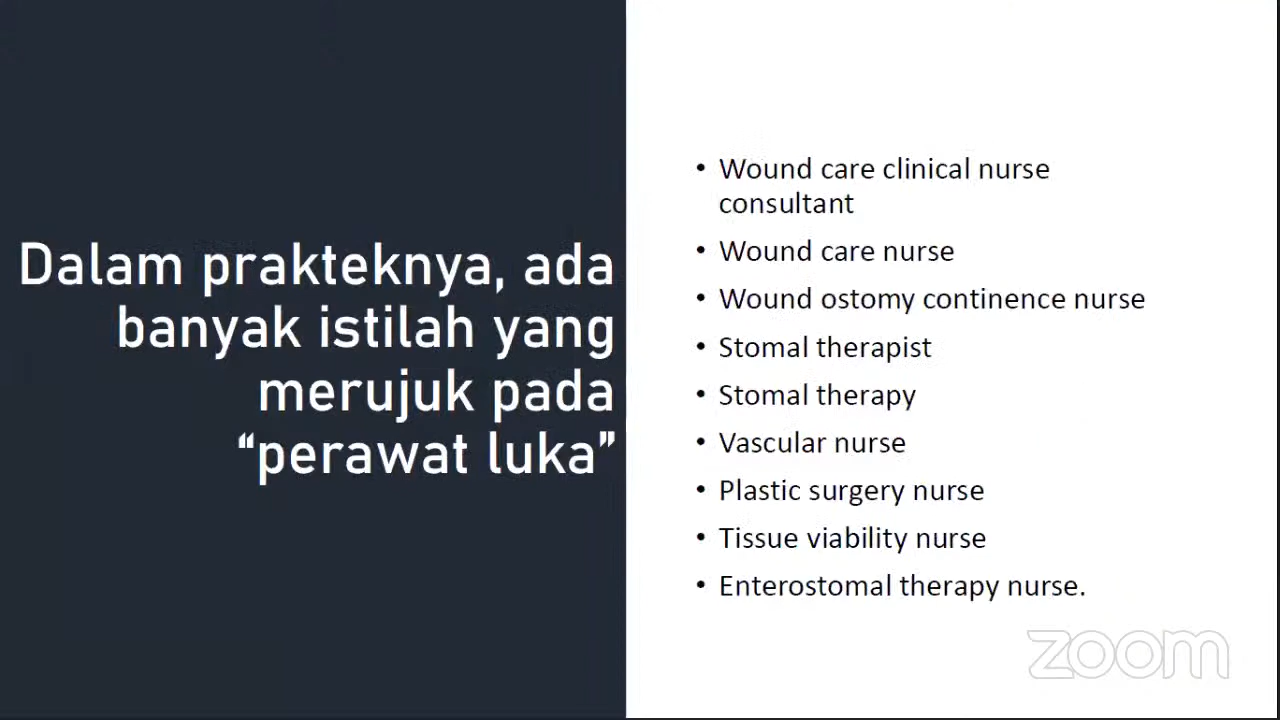 Dalam prakteknya, ada
banyak istilah yang
merujuk pada
“perawat luka”
• Wound care clinical nurse
consultant
• Wound care nurse
• Wound ostomy continence nurse
• Stomal therapist
• Stomal therapy
• Vascular nurse
• Plastic surgery nurse
• Tissue viability nurse
• Enterostomal therapy nurse.
zoom